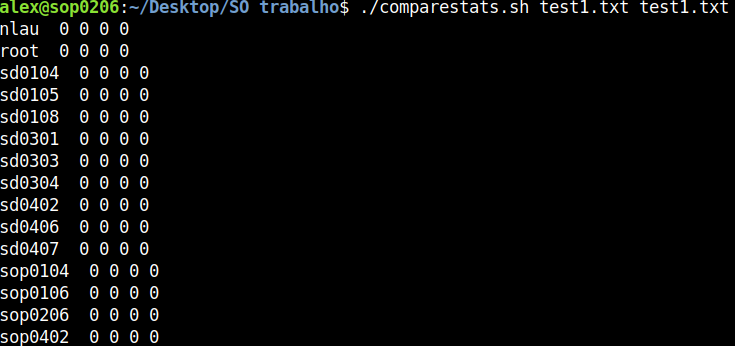 alex@sop0206:~/Desktop/SO trabalho$ ./comparestats.sh test1.txt test1.txt
nlau  0 0 0 0
root  0 0 0 0
sd0104  0 0 0 0
sd0105  0 0 0 0
sd0108  0 0 0 0
sd0301  0 0 0 0
sd0303  0 0 0 0
sd0304  0 0 0 0
sd0402  0 0 0 0
sd0406  0 0 0 0
sd0407  0 0 0 0
sop0104  0 0 0 0
sop0106  0 0 0 0
sop0206  0 0 0 0
sop0402  0 0 0 0